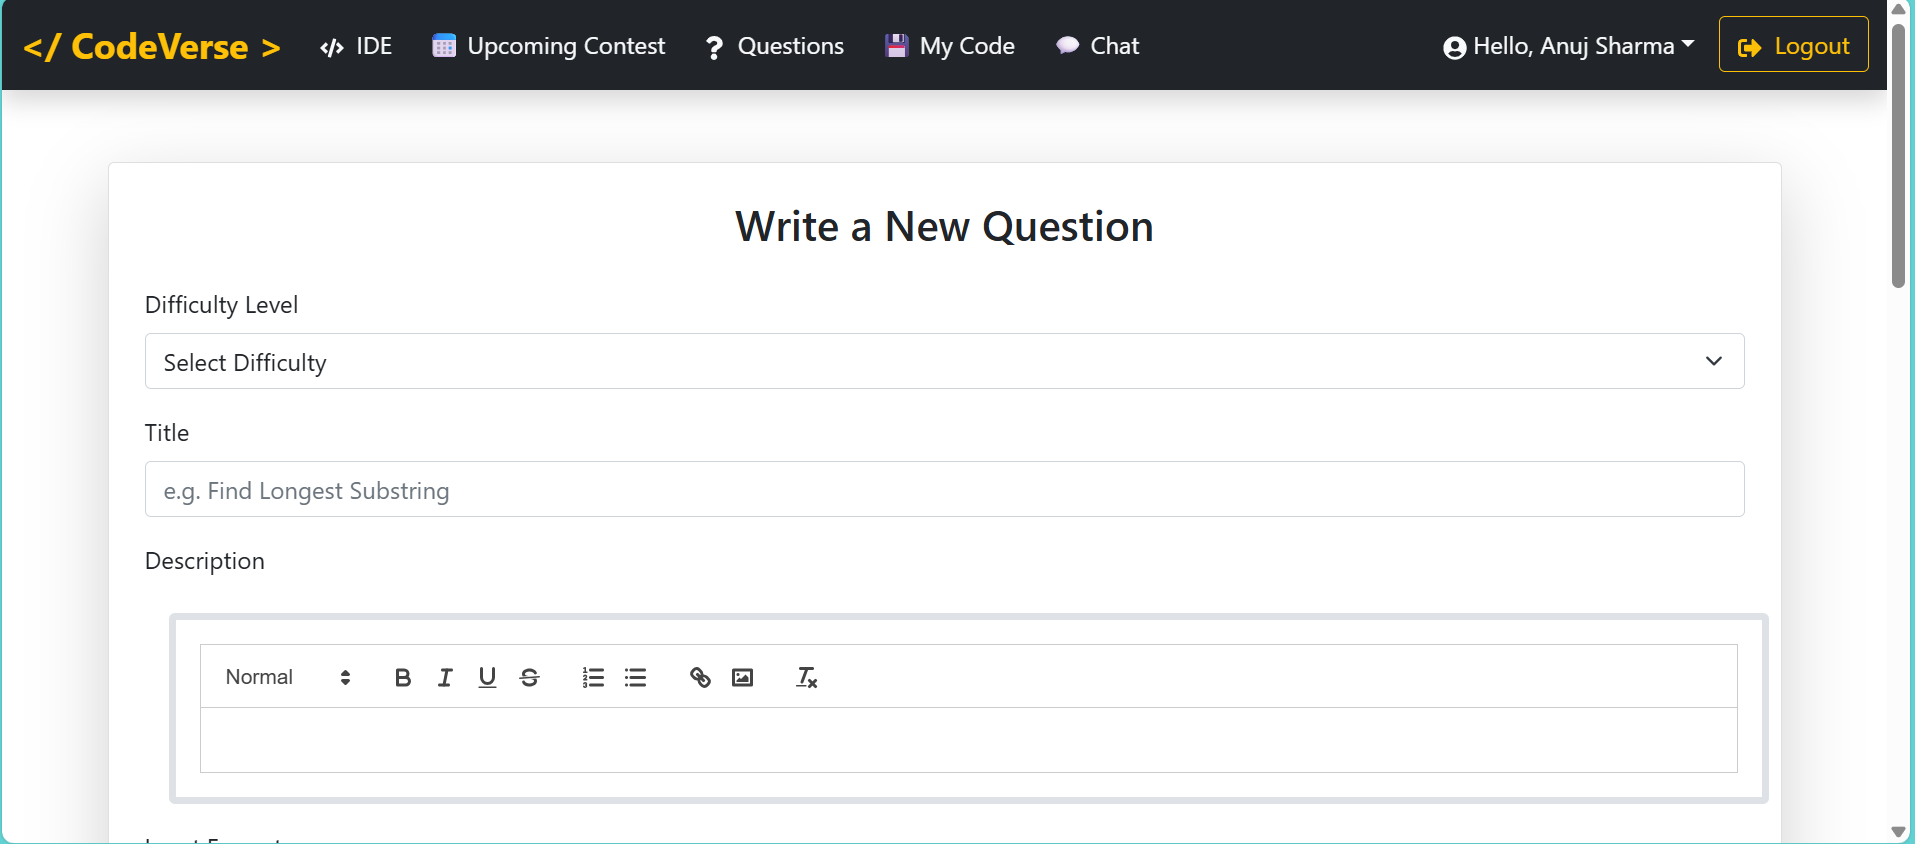 </ CodeVerse > </> IDE Upcoming Contest ? Questions My Code Chat Hello, Anuj Sharma Logout
Write a New Question
Difficulty Level
Select Difficulty
Title
e.g. Find Longest Substring
Description
Normal B I U S